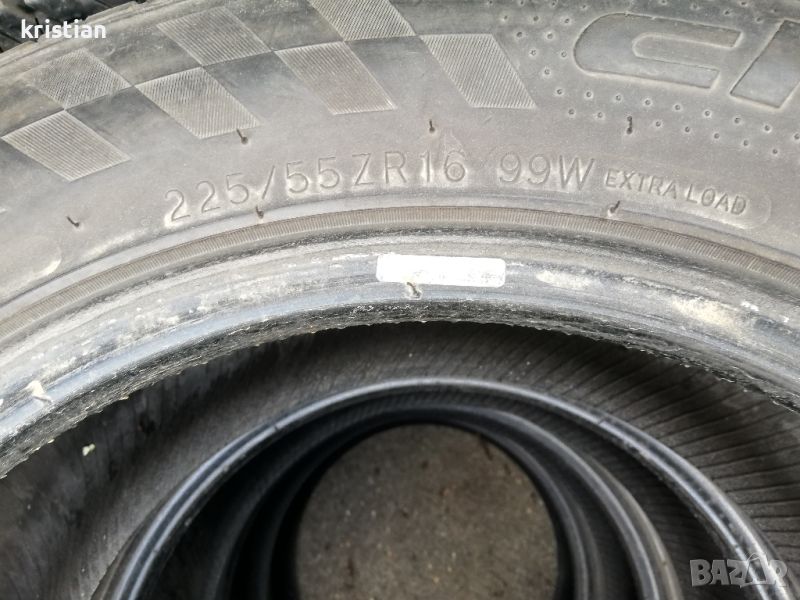 kristian
225/55ZR16 99W EXTRA LOAD
BAZAR